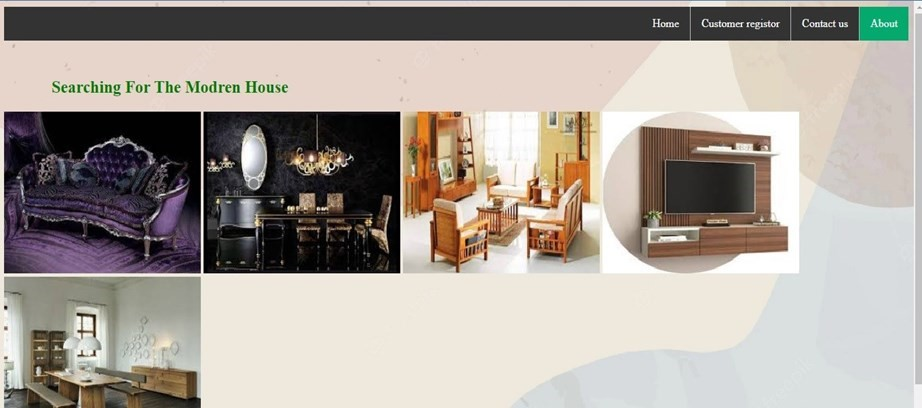 Home
Customer registor
Contact us
About
Searching For The Modren House